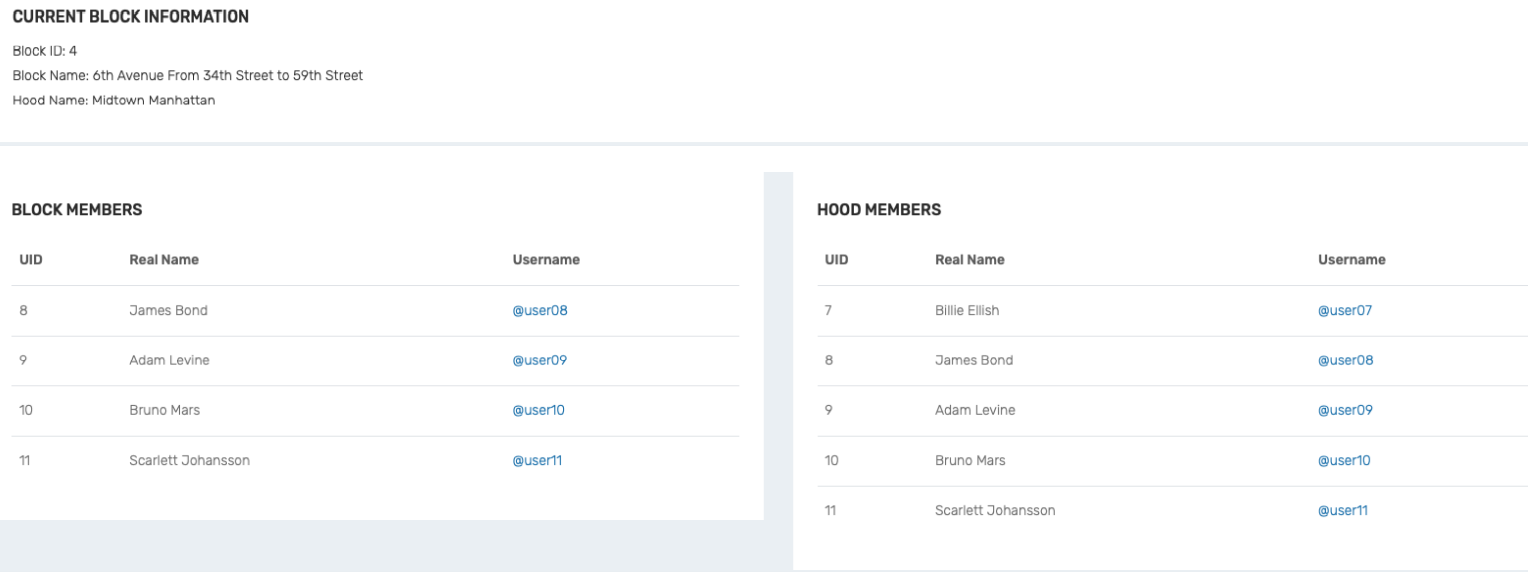 CURRENT BLOCK INFORMATION
Block ID: 4
Block Name: 6th Avenue From 34th Street to 59th Street
Hood Name: Midtown Manhattan
BLOCK MEMBERS
UID Real Name Username
8 James Bond @user08
9 Adam Levine @user09
10 Bruno Mars @user10
11 Scarlett Johansson @user11
HOOD MEMBERS
UID Real Name Username
7 Billie Ellish @user07
8 James Bond @user08
9 Adam Levine @user09
10 Bruno Mars @user10
11 Scarlett Johansson @user11